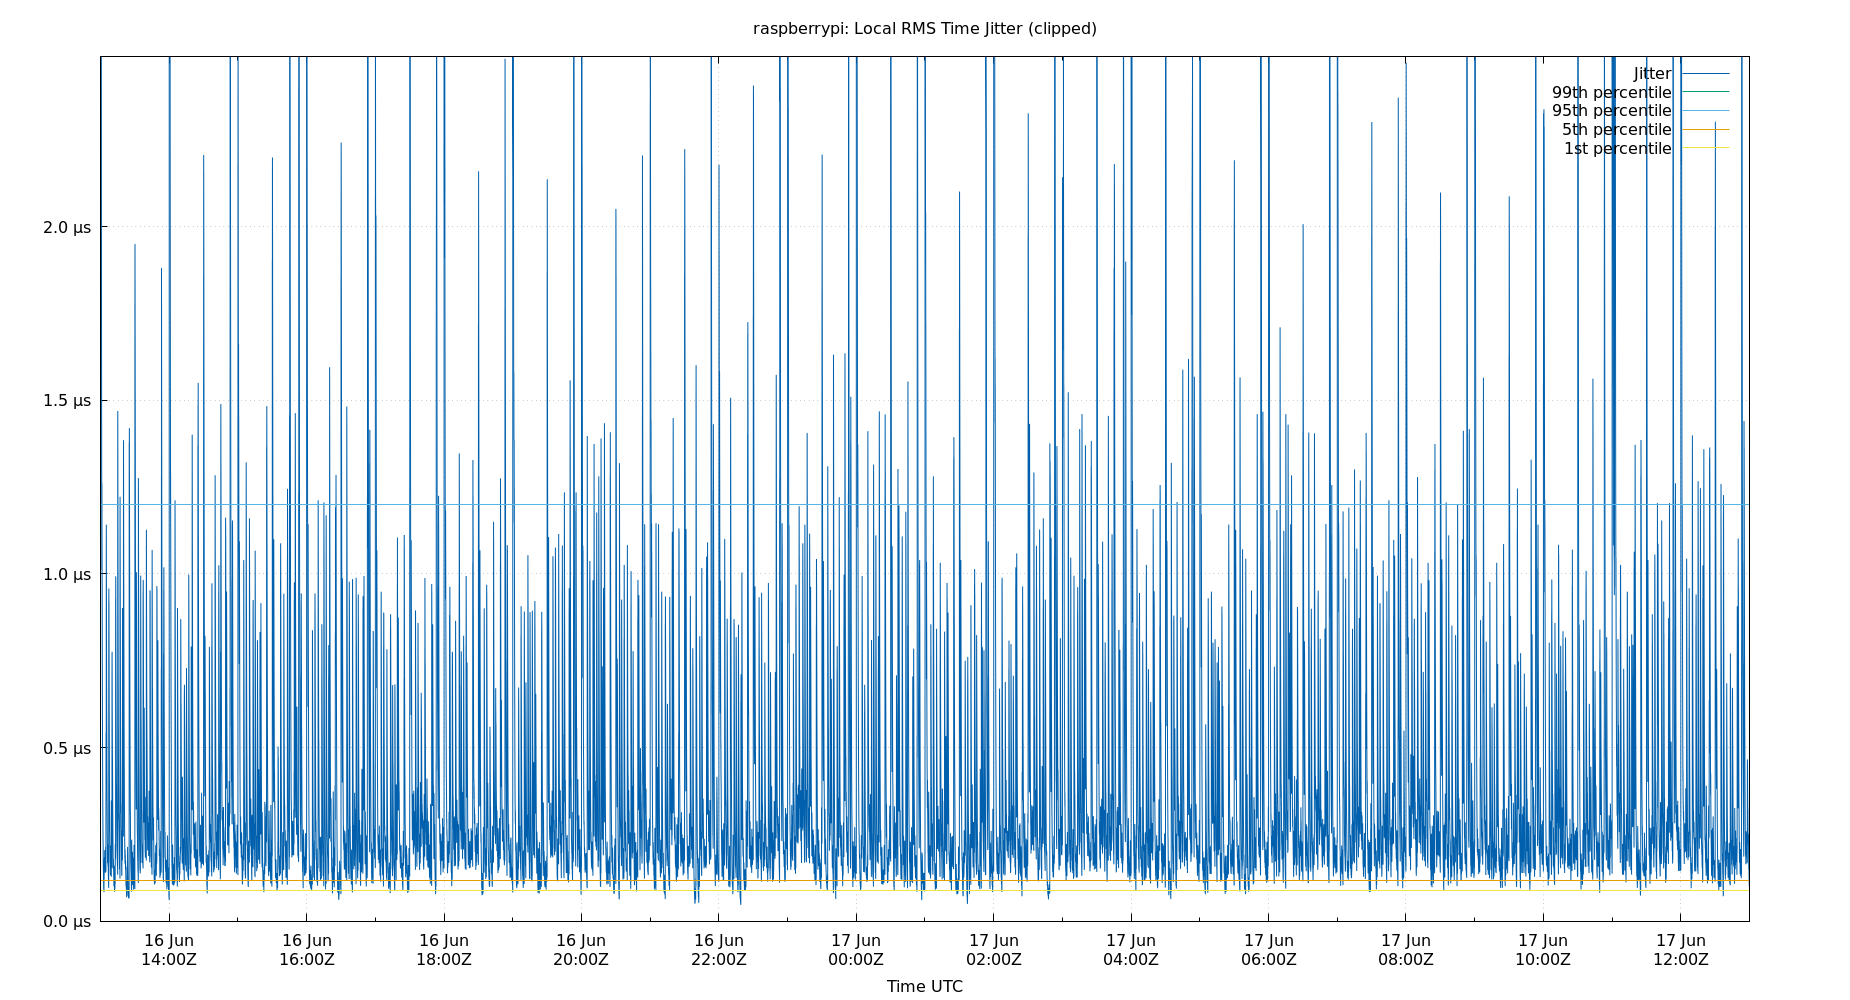 raspberrypi: Local RMS Time Jitter (clipped)
Jitter
99th percentile
95th percentile
5th percentile
1st percentile
2.0 µs
1.5 µs
1.0 µs
0.5 µs
0.0 µs
16 Jun 16 Jun 16 Jun 16 Jun 16 Jun 17 Jun 17 Jun 17 Jun 17 Jun 17 Jun 17 Jun 17 Jun
14:00Z 16:00Z 18:00Z 20:00Z 22:00Z 00:00Z 02:00Z 04:00Z 06:00Z 08:00Z 10:00Z 12:00Z
Time UTC